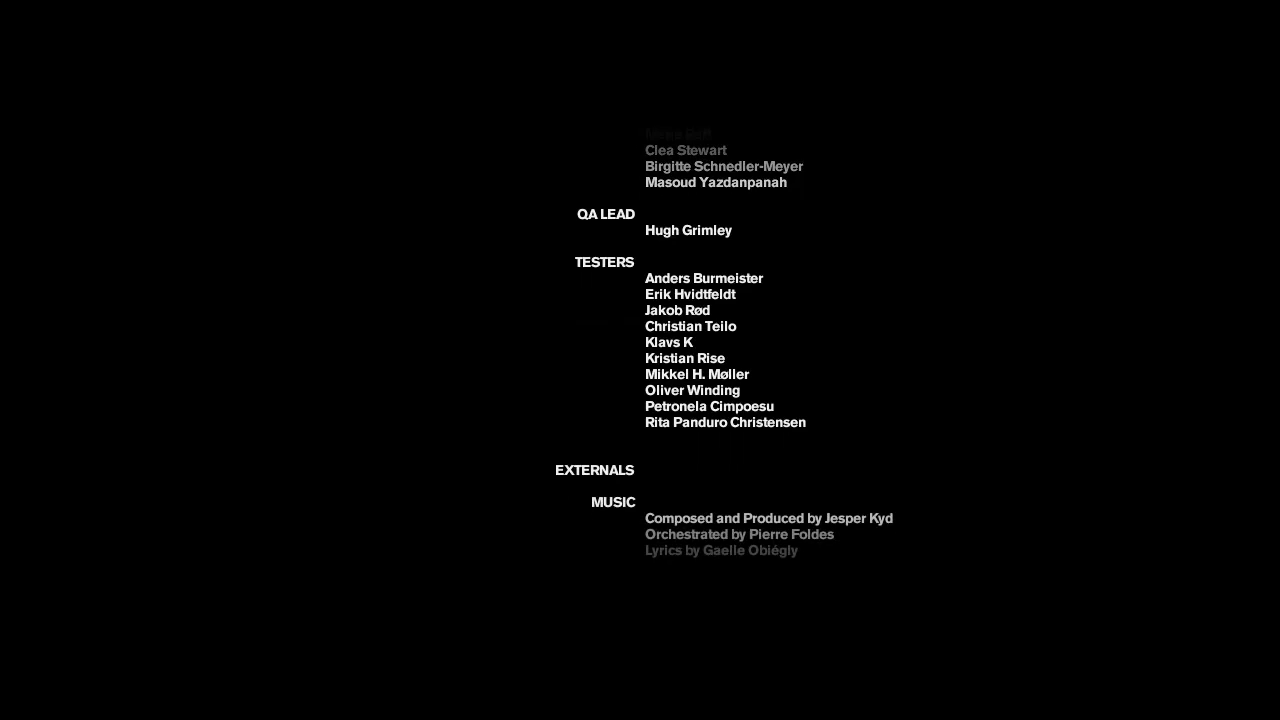 Clea Stewart
Birgitte Schnedler-Meyer
Masoud Yazdanpanah
QA LEAD
Hugh Grimley
TESTERS
Anders Burmeister
Erik Hvidtfeldt
Jakob Rød
Christian Teilo
Klavs K
Kristian Rise
Mikkel H. Møller
Oliver Winding
Petronela Cimpoesu
Rita Panduro Christensen
EXTERNALS
MUSIC
Composed and Produced by Jesper Kyd
Orchestrated by Pierre Foldes
Lyrics by Gaelle Obiégly